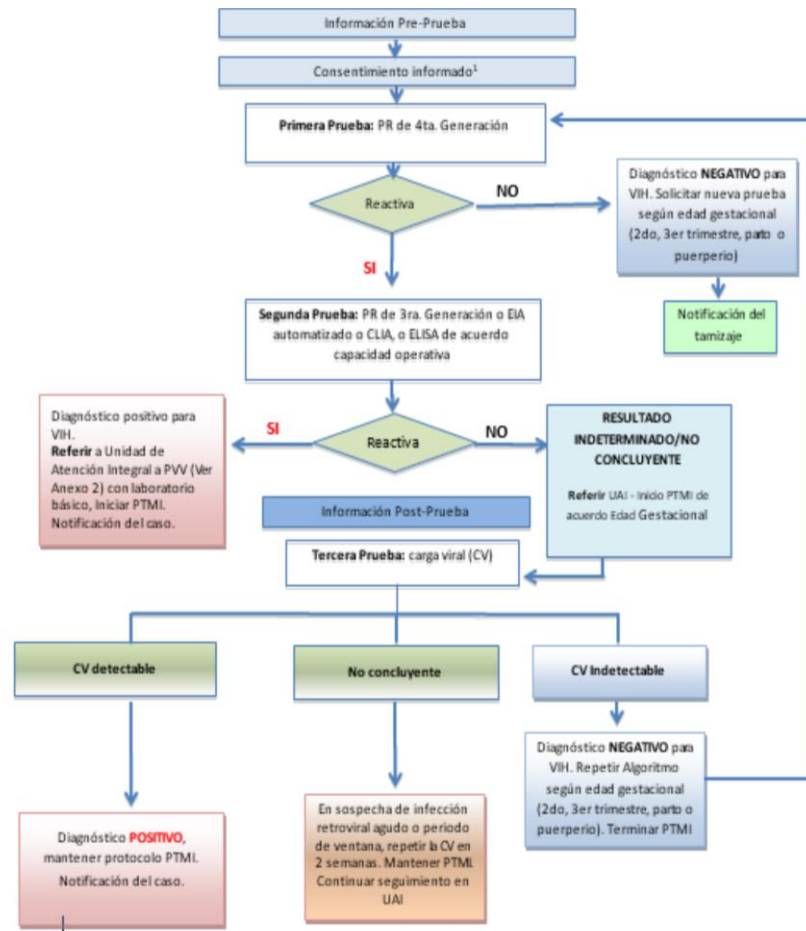 Información Pre-Prueba
Consentimiento informado¹
Primera Prueba: PR de 4ta. Generación
Reactiva
NO
Diagnóstico NEGATIVO para
VIH. Solicitar nueva prueba
según edad gestacional
(2do, 3er trimestre, parto o
puerperio)
SI
Notificación del
tamizaje
Segunda Prueba: PR de 3ra. Generación o EIA
automatizado o CLIA, o ELISA de acuerdo
capacidad operativa
Diagnóstico positivo para
VIH.
Referir a Unidad de
Atención Integral a PVV (Ver
Anexo 2) con laboratorio
básico, Iniciar PTMI.
Notificación del caso.
SI
Reactiva
NO
RESULTADO
INDETERMINADO/NO
CONCLUYENTE
Referir UAI - Inicio PTMI de
acuerdo Edad Gestacional
Información Post-Prueba
Tercera Prueba: carga viral (CV)
CV detectable
No concluyente
CV Indetectable
Diagnóstico POSITIVO,
mantener protocolo PTMI.
Notificación del caso.
En sospecha de infección
retroviral agudo o periodo
de ventana, repetir la CV en
2 semanas. Mantener PTMI.
Continuar seguimiento en
UAI
Diagnóstico NEGATIVO para
VIH. Repetir Algoritmo
según edad gestacional
(2do, 3er trimestre, parto o
puerperio). Terminar PTMI